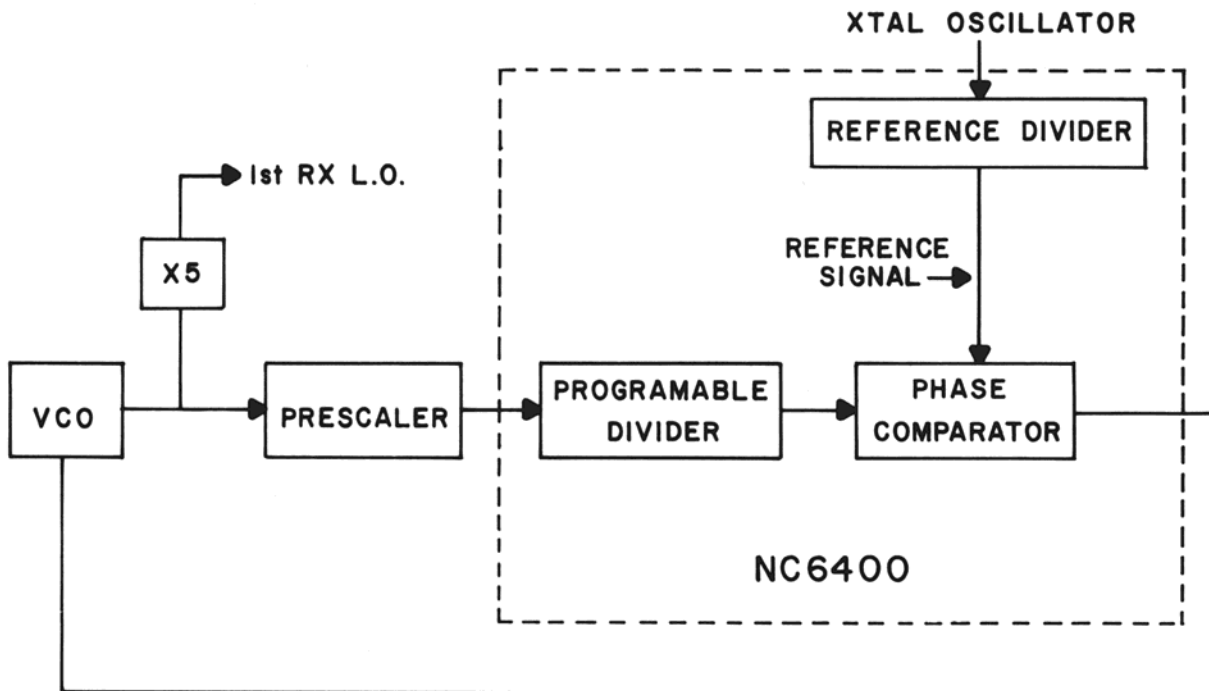 XTAL OSCILLATOR
REFERENCE DIVIDER
1st RX L.O.
X5
REFERENCE
SIGNAL
VCO
PRESCALER
PROGRAMABLE
DIVIDER
PHASE
COMPARATOR
NC6400